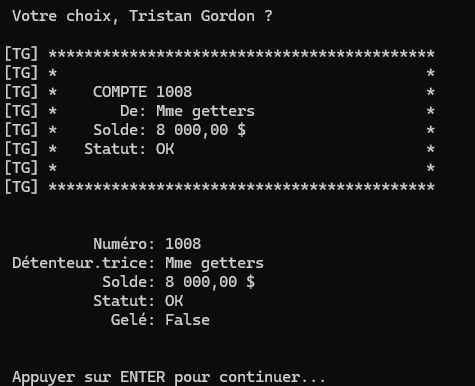 Votre choix, Tristan Gordon ?
[TG] *******************************************
[TG] *                                         *
[TG] *    COMPTE 1008                          *
[TG] *       De: Mme getters                   *
[TG] *    Solde: 8 000,00 $                    *
[TG] *   Statut: OK                            *
[TG] *                                         *
[TG] *******************************************
Numéro: 1008
Détenteur.trice: Mme getters
Solde: 8 000,00 $
Statut: OK
Gelé: False
Appuyer sur ENTER pour continuer...